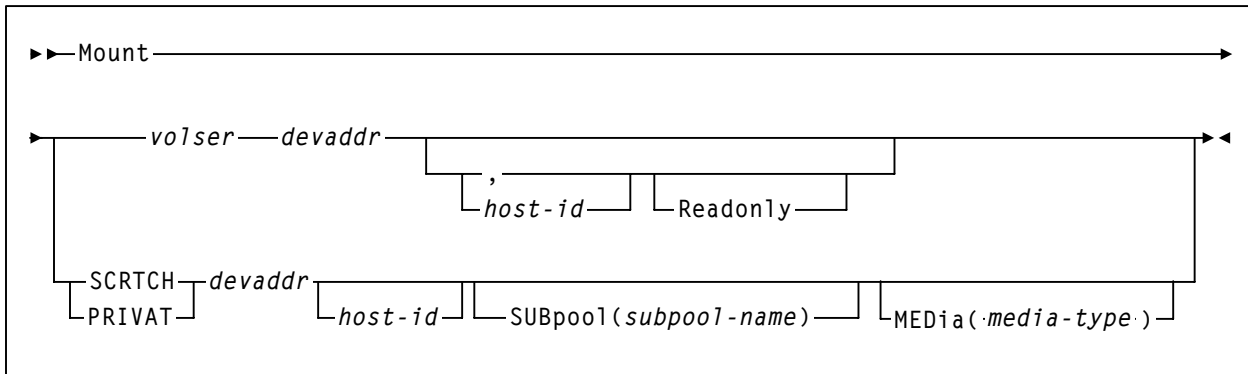 Mount
volser devaddr
,
host-id Readonly
SCRTCH devaddr
PRIVAT host-id SUBpool(subpool-name) MEDia(media-type)